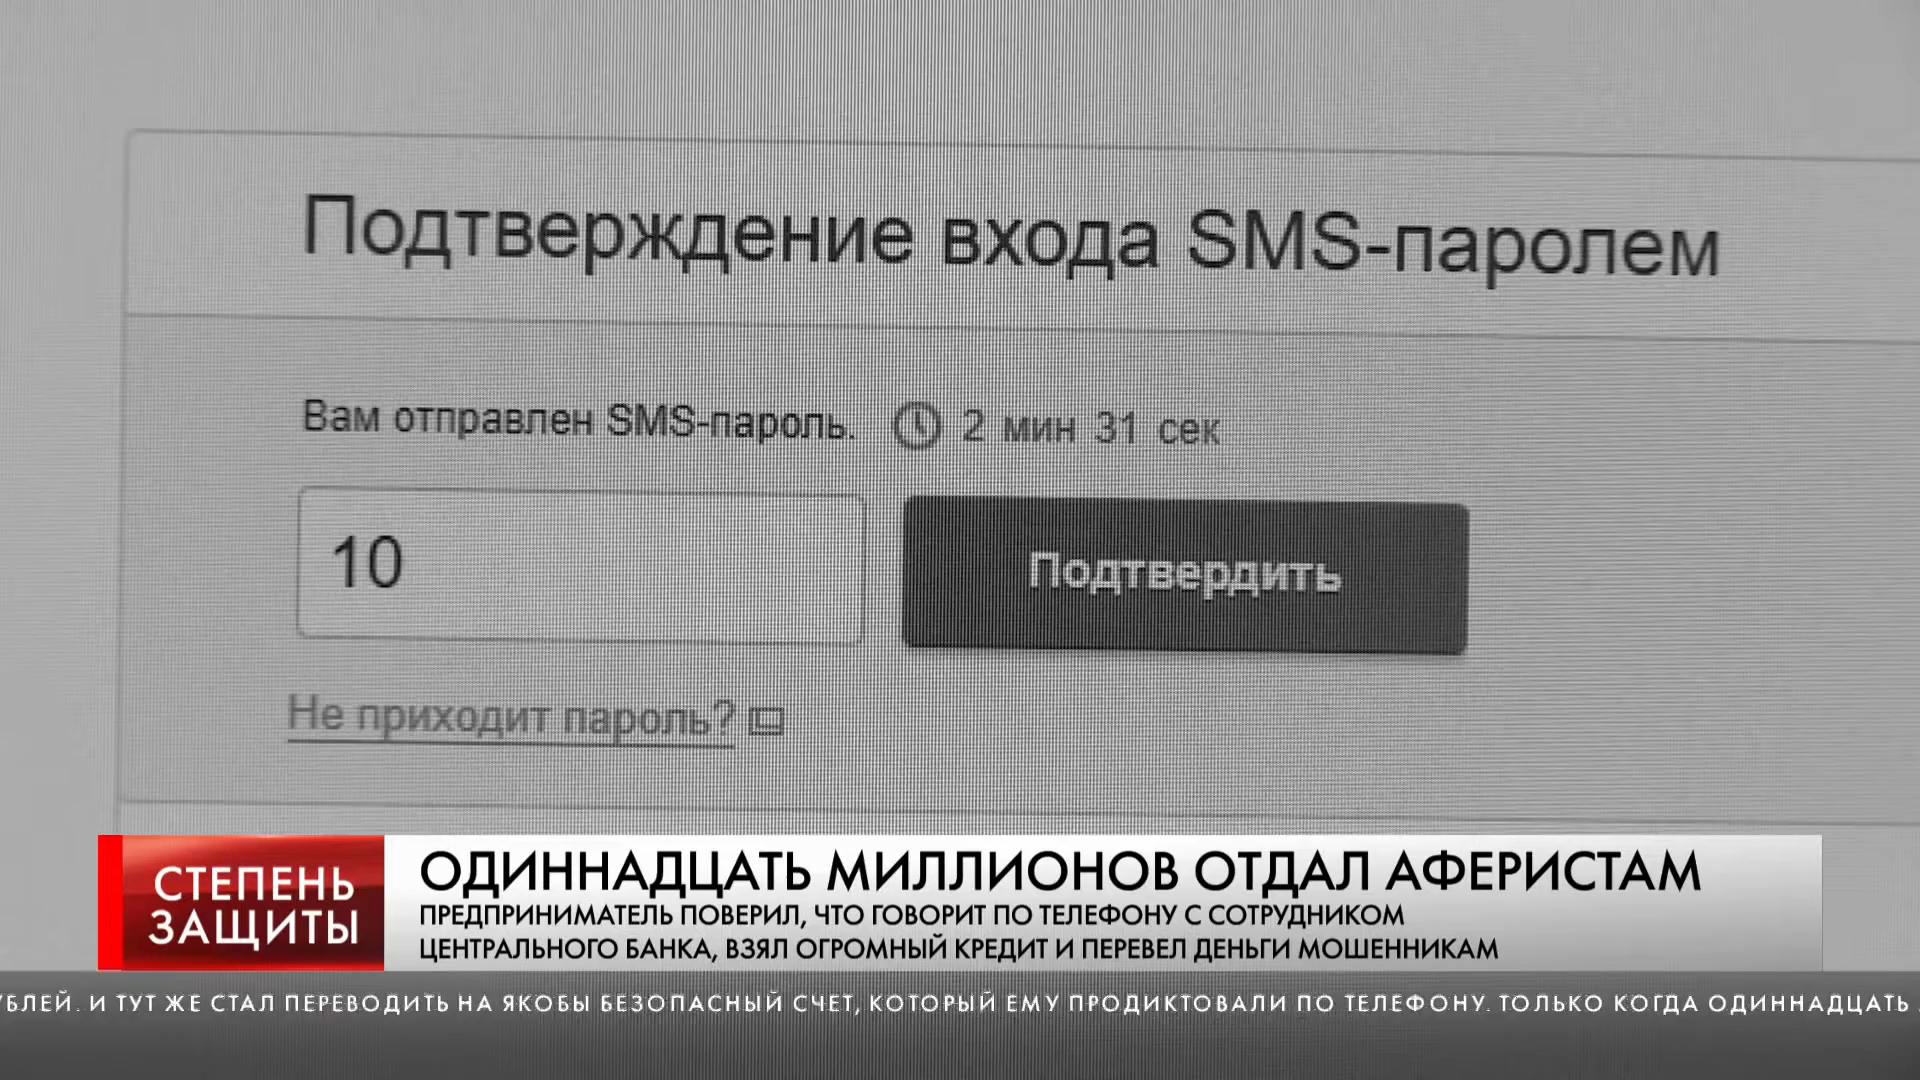 Подтверждение входа SMS-паролем
Вам отправлен SMS-пароль. 2 мин 31 сек
10
Подтвердить
Не приходит пароль?
СТЕПЕНЬ
ЗАЩИТЫ
ОДИННАДЦАТЬ МИЛЛИОНОВ ОТДАЛ АФЕРИСТАМ
ПРЕДПРИНИМАТЕЛЬ ПОВЕРИЛ, ЧТО ГОВОРИТ ПО ТЕЛЕФОНУ С СОТРУДНИКОМ
ЦЕНТРАЛЬНОГО БАНКА, ВЗЯЛ ОГРОМНЫЙ КРЕДИТ И ПЕРЕВЕЛ ДЕНЬГИ МОШЕННИКАМ
УБЛЕЙ. И ТУТ ЖЕ СТАЛ ПЕРЕВОДИТЬ НА ЯКОБЫ БЕЗОПАСНЫЙ СЧЕТ, КОТОРЫЙ ЕМУ ПРОДИКТОВАЛИ ПО ТЕЛЕФОНУ. ТОЛЬКО КОГДА ОДИННАДЦАТЬ